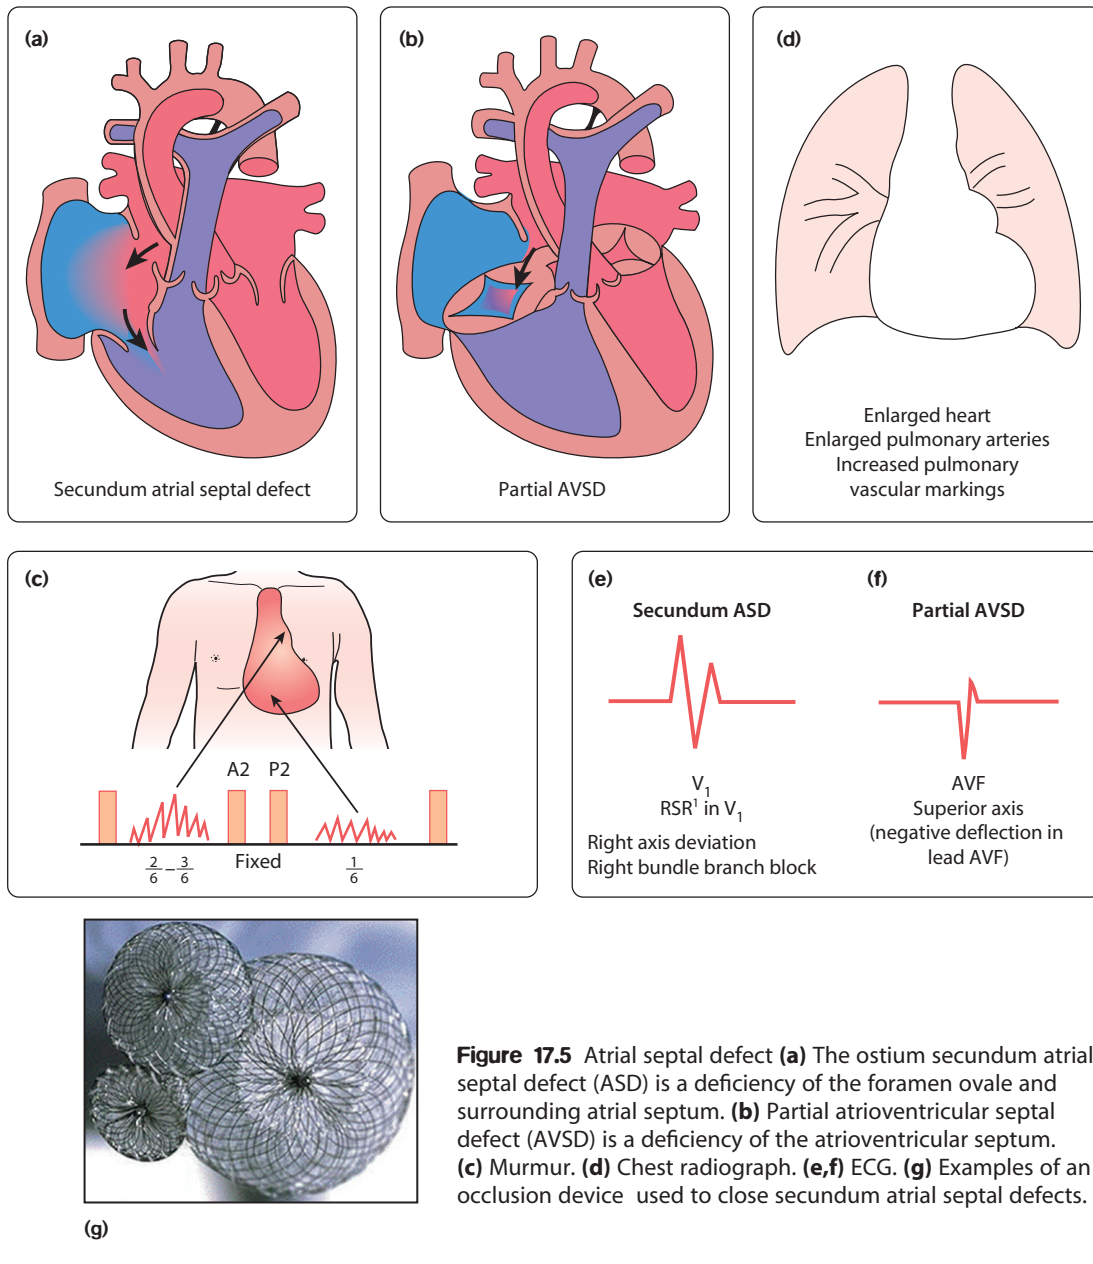 (a)
Secundum atrial septal defect
(b)
Partial AVSD
(d)
Enlarged heart
Enlarged pulmonary arteries
Increased pulmonary
vascular markings
(c)
A2 P2
2/6 – 3/6 Fixed 1/6
(e)
Secundum ASD
V1
RSR¹ in V1
Right axis deviation
Right bundle branch block
(f)
Partial AVSD
AVF
Superior axis
(negative deflection in
lead AVF)
(g)
Figure 17.5 Atrial septal defect (a) The ostium secundum atrial
septal defect (ASD) is a deficiency of the foramen ovale and
surrounding atrial septum. (b) Partial atrioventricular septal
defect (AVSD) is a deficiency of the atrioventricular septum.
(c) Murmur. (d) Chest radiograph. (e,f) ECG. (g) Examples of an
occlusion device used to close secundum atrial septal defects.